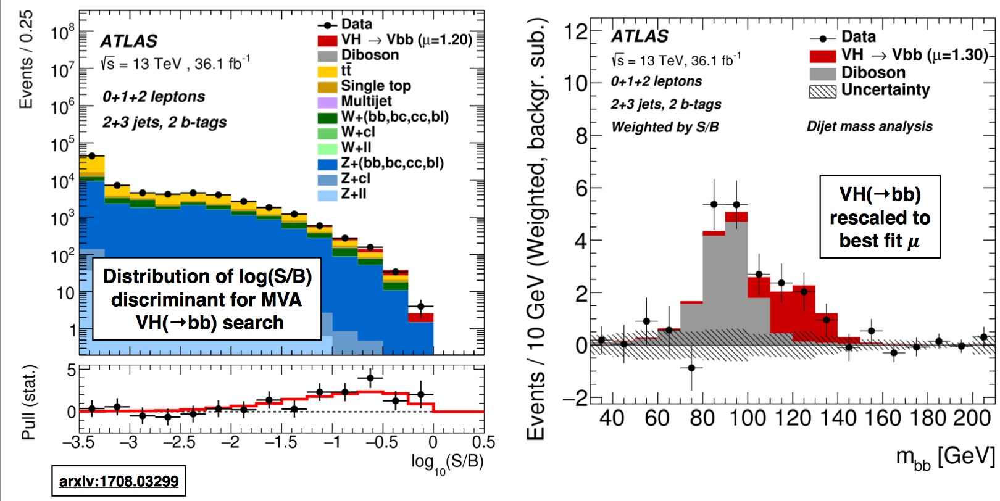 Events / 0.25
10⁸
10⁷
10⁶
10⁵
10⁴
10³
10²
10
1
ATLAS
√s = 13 TeV , 36.1 fb⁻¹
0+1+2 leptons
2+3 jets, 2 b-tags
Data
VH → Vbb (μ=1.20)
Diboson
tt̄
Single top
Multijet
W+(bb,bc,cc,bl)
W+cl
W+ll
Z+(bb,bc,cc,bl)
Z+cl
Z+ll
Distribution of log(S/B)
discriminant for MVA
VH(→bb) search
Pull (stat.)
5
0
−3.5 −3 −2.5 −2 −1.5 −1 −0.5 0 0.5
log₁₀(S/B)
arxiv:1708.03299
Events / 10 GeV (Weighted, backgr. sub.)
12
10
8
6
4
2
0
−2
ATLAS
√s = 13 TeV, 36.1 fb⁻¹
0+1+2 leptons
2+3 jets, 2 b-tags
Weighted by S/B
Data
VH → Vbb (μ=1.30)
Diboson
Uncertainty
Dijet mass analysis
VH(→bb)
rescaled to
best fit μ
40 60 80 100 120 140 160 180 200
m_bb [GeV]